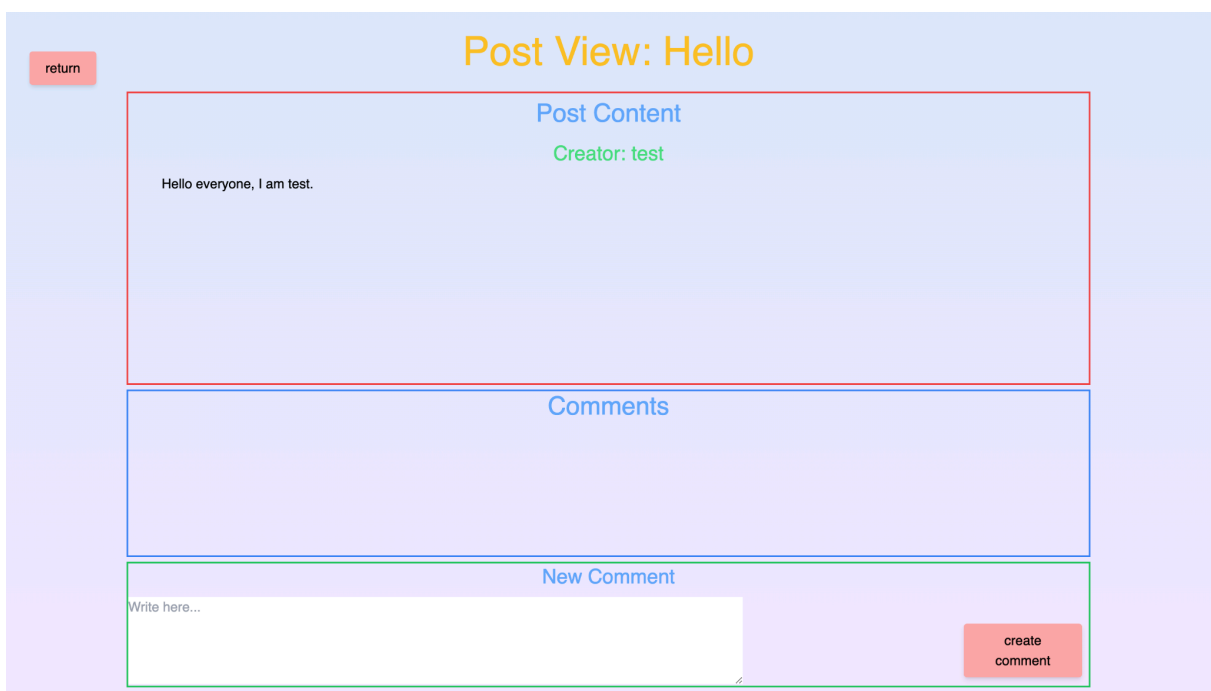 Post View: Hello
return
Post Content
Creator: test
Hello everyone, I am test.
Comments
New Comment
Write here...
create
comment